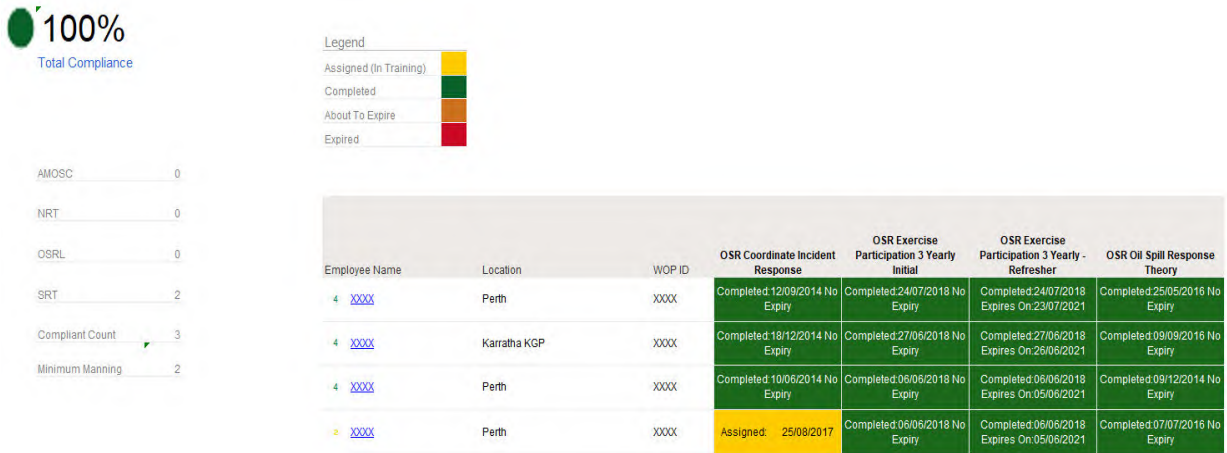 100%
Total Compliance
Legend
Assigned (In Training)
Completed
About To Expire
Expired
AMOSC 0
NRT 0
OSRL 0
SRT 2
Compliant Count 3
Minimum Manning 2
Employee Name Location WOP ID OSR Coordinate Incident Response OSR Exercise Participation 3 Yearly Initial OSR Exercise Participation 3 Yearly - Refresher OSR Oil Spill Response Theory
4 XXXX Perth XXXX Completed:12/09/2014 No Expiry Completed:24/07/2018 No Expiry Completed:24/07/2018 Expires On:23/07/2021 Completed:25/05/2016 No Expiry
4 XXXX Karratha KGP XXXX Completed:18/12/2014 No Expiry Completed:27/06/2018 No Expiry Completed:27/06/2018 Expires On:26/06/2021 Completed:09/09/2016 No Expiry
4 XXXX Perth XXXX Completed:10/06/2014 No Expiry Completed:06/06/2018 No Expiry Completed:06/06/2018 Expires On:05/06/2021 Completed:09/12/2014 No Expiry
XXXX Perth XXXX Assigned: 25/08/2017 Completed:06/06/2018 No Expiry Completed:06/06/2018 Expires On:05/06/2021 Completed:07/07/2016 No Expiry